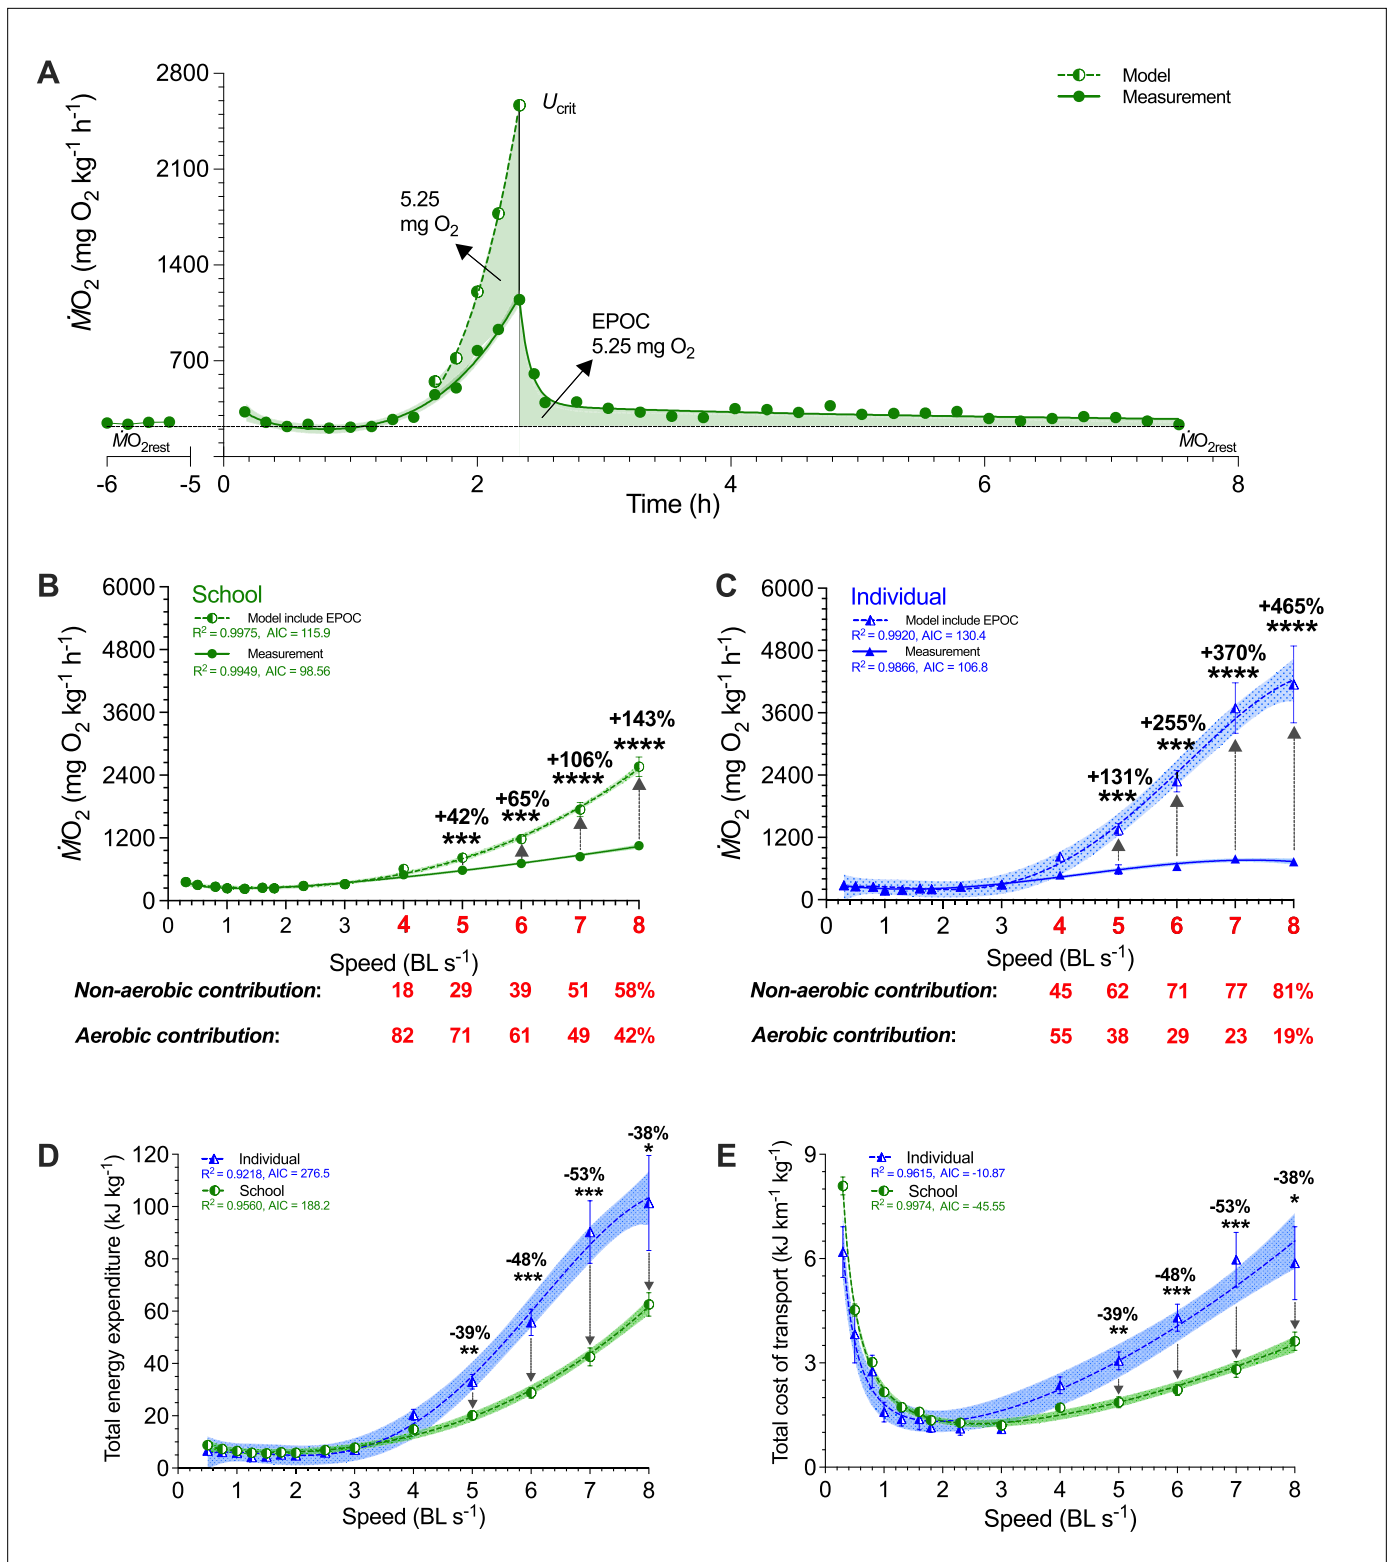 A
ṀO2 (mg O2 kg-1 h-1)
2800
2100
1400
700
Ucrit
Model
Measurement
5.25
mg O2
EPOC
5.25 mg O2
ṀO2rest
ṀO2rest
-6
-5
0
2
4
6
8
Time (h)
B
ṀO2 (mg O2 kg-1 h-1)
6000
4800
3600
2400
1200
0
School
Model include EPOC
R2 = 0.9975, AIC = 115.9
Measurement
R2 = 0.9949, AIC = 98.56
+143%
****
+106%
****
+65%
***
+42%
***
0 1 2 3 4 5 6 7 8
Speed (BL s-1)
Non-aerobic contribution: 18 29 39 51 58%
Aerobic contribution: 82 71 61 49 42%
C
ṀO2 (mg O2 kg-1 h-1)
6000
4800
3600
2400
1200
0
Individual
Model include EPOC
R2 = 0.9920, AIC = 130.4
Measurement
R2 = 0.9866, AIC = 106.8
+465%
****
+370%
****
+255%
***
+131%
***
0 1 2 3 4 5 6 7 8
Speed (BL s-1)
Non-aerobic contribution: 45 62 71 77 81%
Aerobic contribution: 55 38 29 23 19%
D
Total energy expenditure (kJ kg-1)
120
100
80
60
40
20
0
Individual
R2 = 0.9218, AIC = 276.5
School
R2 = 0.9560, AIC = 188.2
-38%
*
-53%
***
-48%
***
-39%
**
0 1 2 3 4 5 6 7 8
Speed (BL s-1)
E
Total cost of transport (kJ km-1 kg-1)
9
6
3
0
Individual
R2 = 0.9615, AIC = -10.87
School
R2 = 0.9974, AIC = -45.55
-38%
*
-53%
***
-48%
***
-39%
**
0 1 2 3 4 5 6 7 8
Speed (BL s-1)